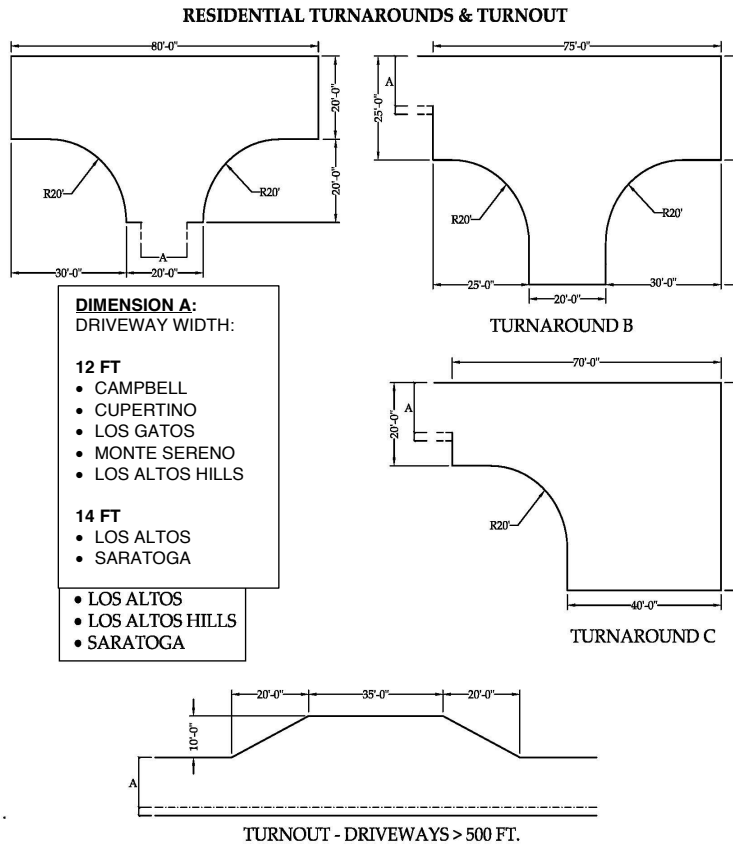 RESIDENTIAL TURNAROUNDS & TURNOUT
80'-0"
20'-0"
20'-0"
R20'
R20'
A
30'-0"
20'-0"
75'-0"
A
25'-0"
R20'
R20'
25'-0"
30'-0"
20'-0"
TURNAROUND B
DIMENSION A:
DRIVEWAY WIDTH:
12 FT
• CAMPBELL
• CUPERTINO
• LOS GATOS
• MONTE SERENO
• LOS ALTOS HILLS
14 FT
• LOS ALTOS
• SARATOGA
• LOS ALTOS
• LOS ALTOS HILLS
• SARATOGA
70'-0"
A
20'-0"
R20'
40'-0"
TURNAROUND C
20'-0"
35'-0"
20'-0"
10'-0"
A
TURNOUT - DRIVEWAYS > 500 FT.